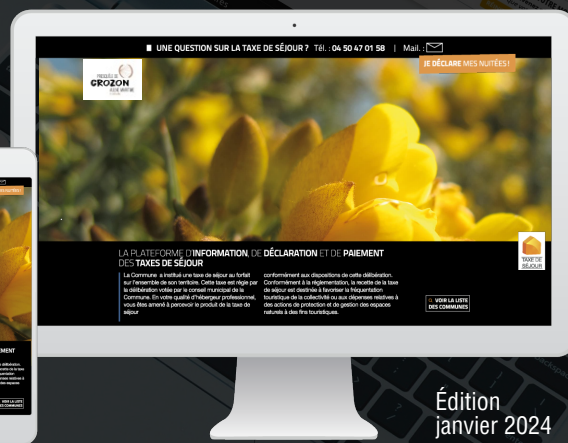 UNE QUESTION SUR LA TAXE DE SÉJOUR ? Tél. : 04 50 47 01 58 | Mail. :
JE DÉCLARE MES NUITÉES !
CROZON
LA PLATEFORME D'INFORMATION, DE DÉCLARATION ET DE PAIEMENT
DES TAXES DE SÉJOUR
La Commune a institué une taxe de séjour au forfait
sur l'ensemble de son territoire. Cette taxe est régie par
la délibération votée par le conseil municipal de la
Commune. En votre qualité d'hébergeur professionnel,
vous êtes amené à percevoir le produit de la taxe de
séjour
conformément aux dispositions de cette délibération.
Conformément à la réglementation, la recette de la taxe
de séjour est destinée à favoriser la fréquentation
touristique de la collectivité ou aux dépenses relatives à
des actions de protection et de gestion des espaces
naturels à des fins touristiques.
TAXE DE
SÉJOUR
VOIR LA LISTE
DES COMMUNES
Édition
janvier 2024